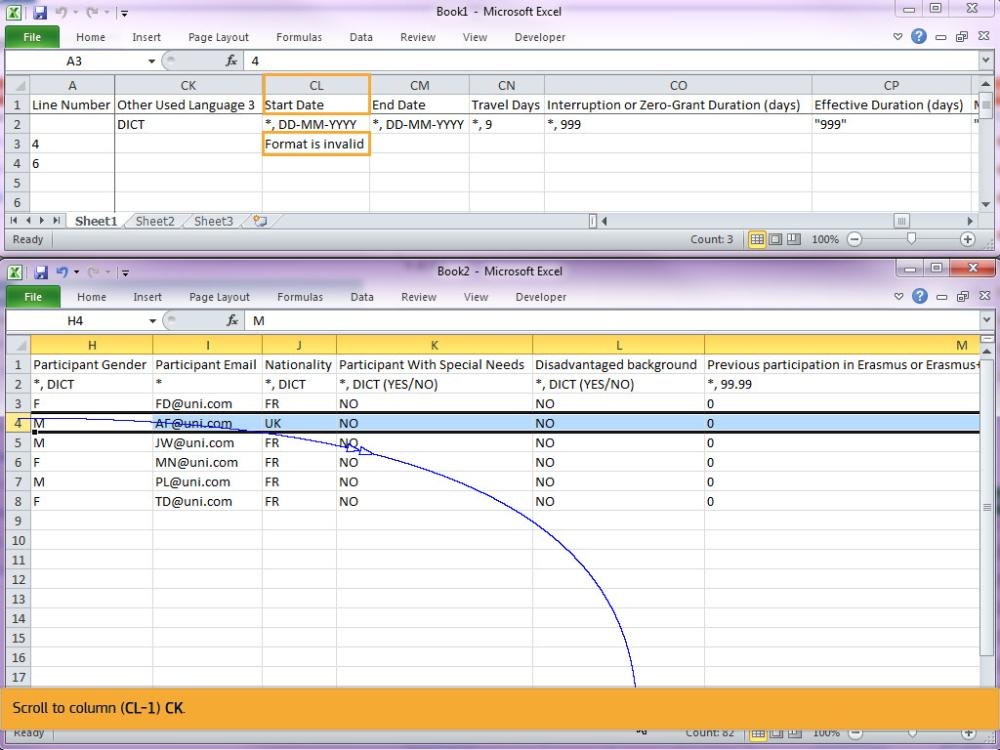 Book1 - Microsoft Excel
File Home Insert Page Layout Formulas Data Review View Developer
A3 fx 4
A CK CL CM CN CO CP
1 Line Number Other Used Language 3 Start Date End Date Travel Days Interruption or Zero-Grant Duration (days) Effective Duration (days)
2 DICT *, DD-MM-YYYY *, DD-MM-YYYY *, 9 *, 999 "999" "
3 4 Format is invalid
4 6
5
6
Sheet1 Sheet2 Sheet3
Ready Count: 3 100%
Book2 - Microsoft Excel
File Home Insert Page Layout Formulas Data Review View Developer
H4 fx M
H I J K L M
1 Participant Gender Participant Email Nationality Participant With Special Needs Disadvantaged background Previous participation in Erasmus or Erasmus+
2 *, DICT * *, DICT *, DICT (YES/NO) *, DICT (YES/NO) *, 99.99
3 F FD@uni.com FR NO NO 0
4 M AF@uni.com UK NO NO 0
5 M JW@uni.com FR NO NO 0
6 F MN@uni.com FR NO NO 0
7 M PL@uni.com FR NO NO 0
8 F TD@uni.com FR NO NO 0
9
10
11
12
13
14
15
16
17
Scroll to column (CL-1) CK.
Ready Count: 82 100%